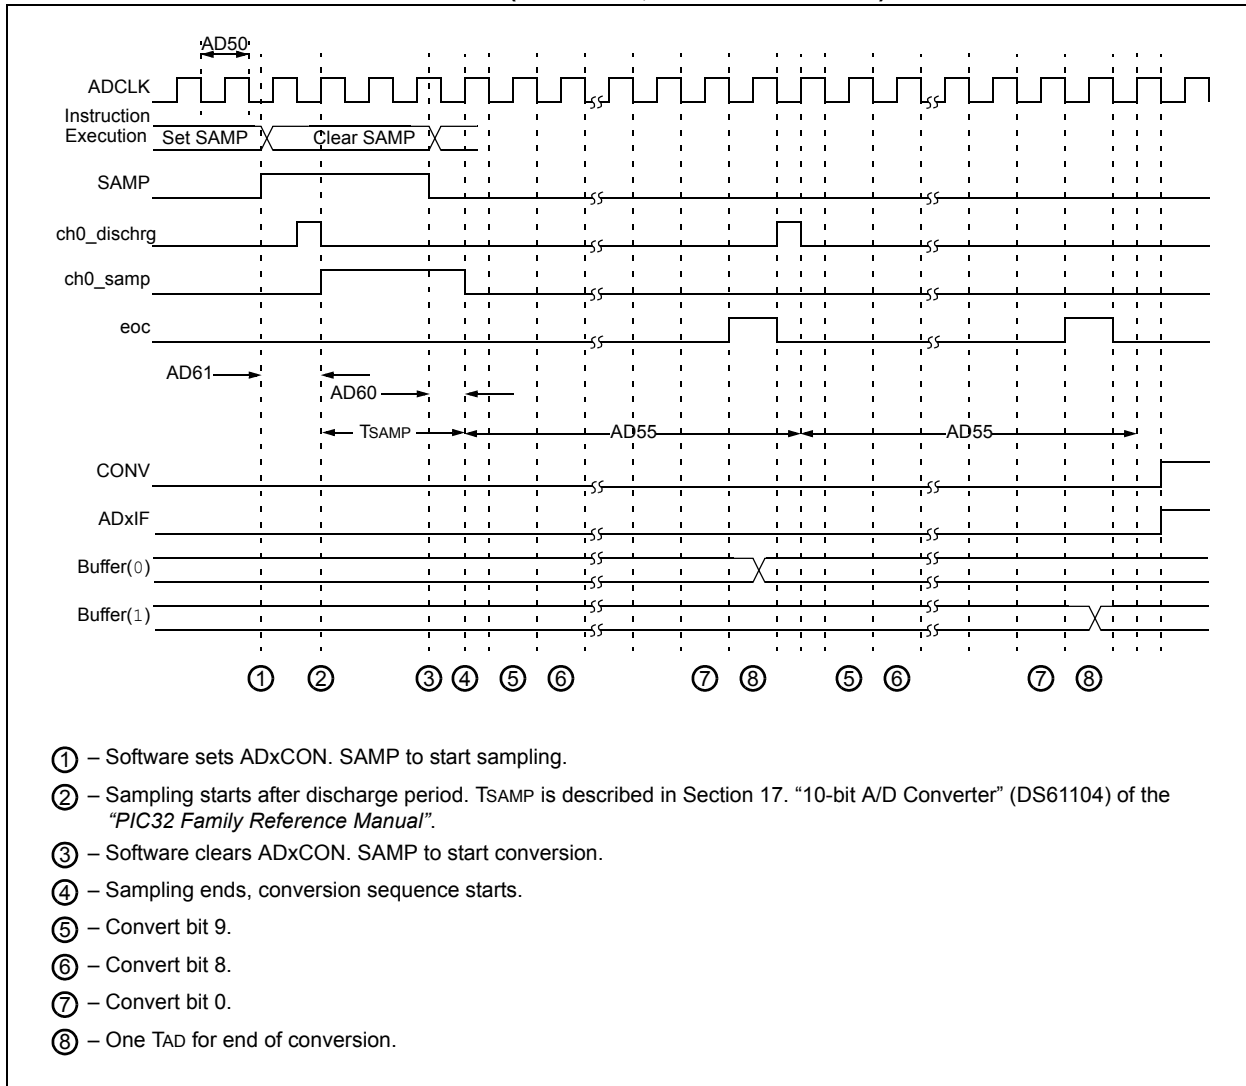 AD50
ADCLK
Instruction
Execution Set SAMP Clear SAMP
SAMP
ch0_dischrg
ch0_samp
eoc
AD61
AD60
TSAMP AD55 AD55
CONV
ADxIF
Buffer(0)
Buffer(1)
① ② ③ ④ ⑤ ⑥ ⑦ ⑧ ⑤ ⑥ ⑦ ⑧
① – Software sets ADxCON. SAMP to start sampling.
② – Sampling starts after discharge period. TSAMP is described in Section 17. “10-bit A/D Converter” (DS61104) of the
“PIC32 Family Reference Manual”.
③ – Software clears ADxCON. SAMP to start conversion.
④ – Sampling ends, conversion sequence starts.
⑤ – Convert bit 9.
⑥ – Convert bit 8.
⑦ – Convert bit 0.
⑧ – One TAD for end of conversion.